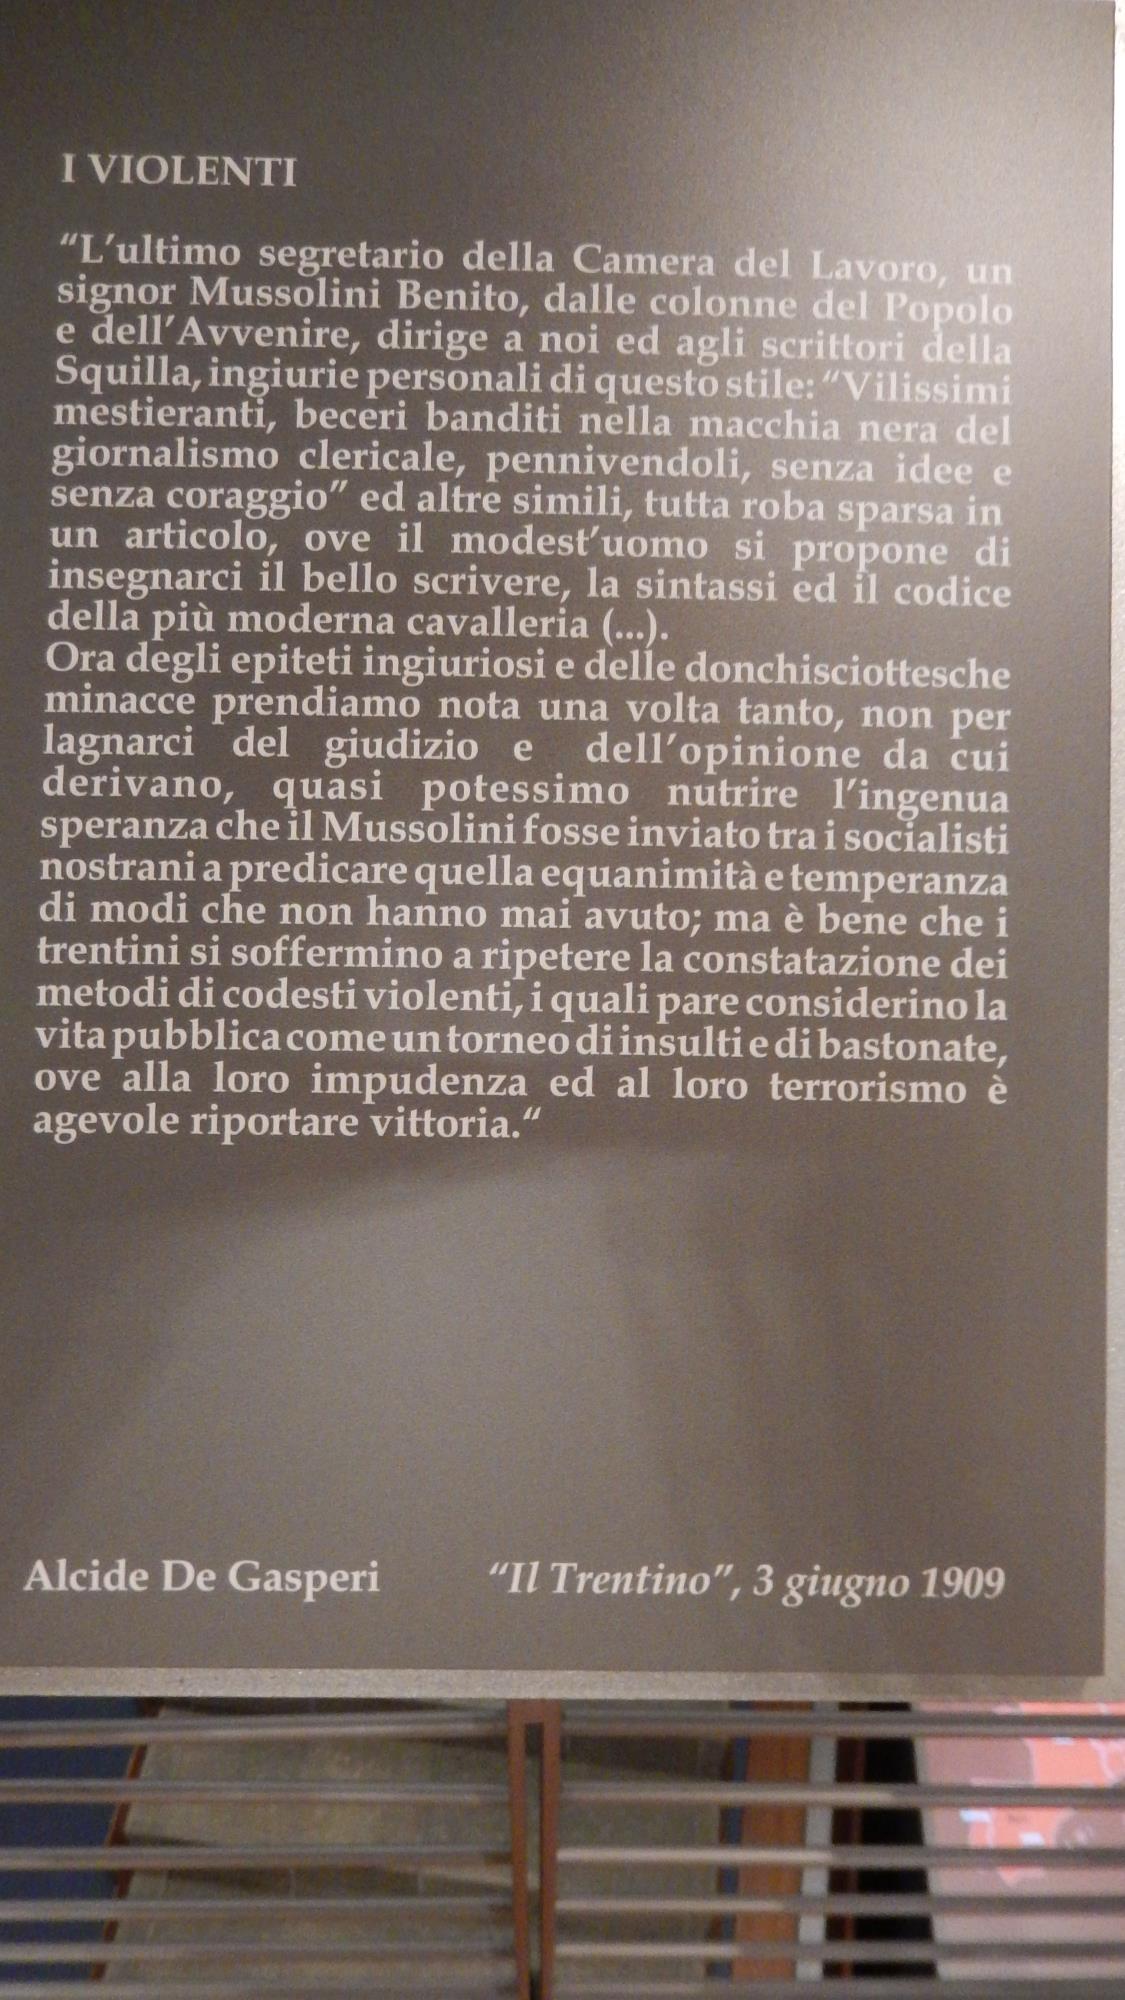 I VIOLENTI
“L’ultimo segretario della Camera del Lavoro, un
signor Mussolini Benito, dalle colonne del Popolo
e dell’Avvenire, dirige a noi ed agli scrittori della
Squilla, ingiurie personali di questo stile: “Vilissimi
mestieranti, beceri banditi nella macchia nera del
giornalismo clericale, pennivendoli, senza idee e
senza coraggio” ed altre simili, tutta roba sparsa in
un articolo, ove il modest’uomo si propone di
insegnarci il bello scrivere, la sintassi ed il codice
della più moderna cavalleria (...).
Ora degli epiteti ingiuriosi e delle donchisciottesche
minacce prendiamo nota una volta tanto, non per
lagnarci del giudizio e dell’opinione da cui
derivano, quasi potessimo nutrire l’ingenua
speranza che il Mussolini fosse inviato tra i socialisti
nostrani a predicare quella equanimità e temperanza
di modi che non hanno mai avuto; ma è bene che i
trentini si soffermino a ripetere la constatazione dei
metodi di codesti violenti, i quali pare considerino la
vita pubblica come un torneo di insulti e di bastonate,
ove alla loro impudenza ed al loro terrorismo è
agevole riportare vittoria.“
Alcide De Gasperi “Il Trentino”, 3 giugno 1909